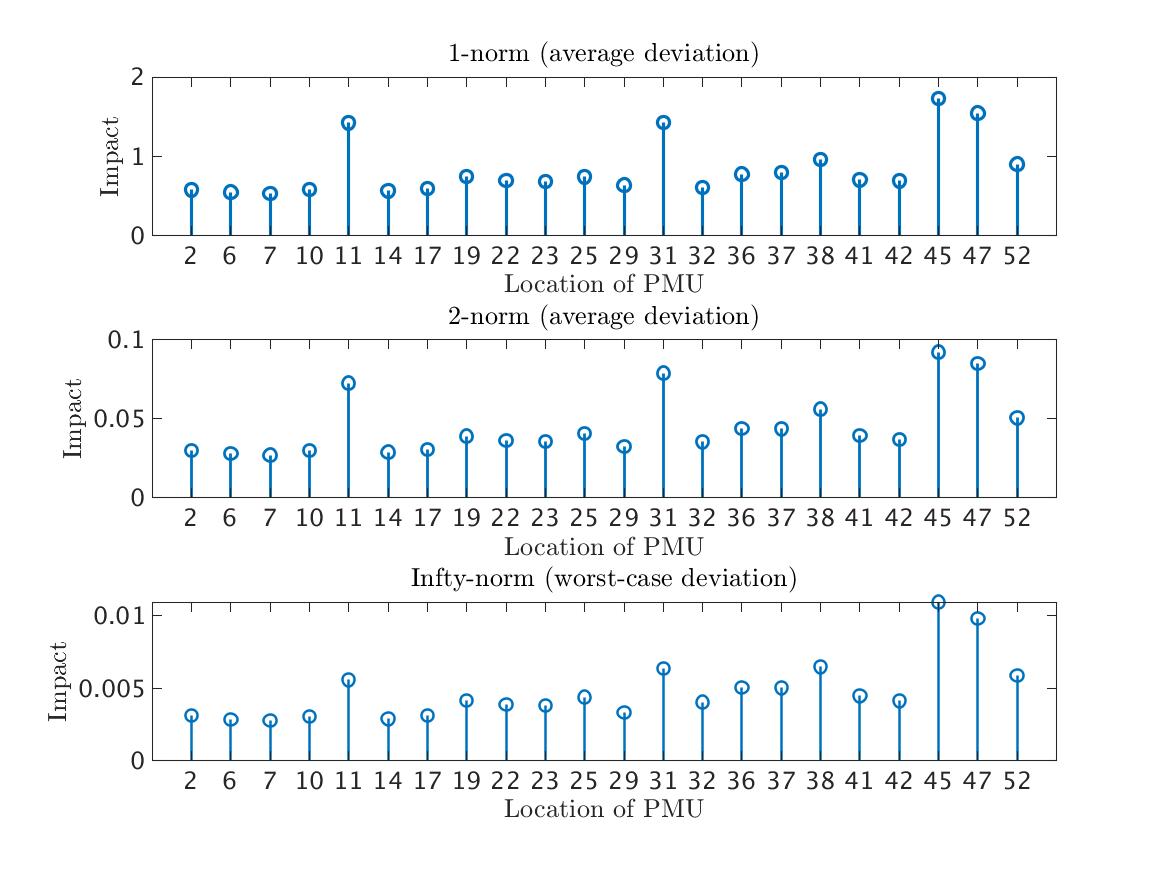 1-norm (average deviation)
2
1
0
Impact
2 6 7 10 11 14 17 19 22 23 25 29 31 32 36 37 38 41 42 45 47 52
Location of PMU
2-norm (average deviation)
0.1
0.05
0
Impact
2 6 7 10 11 14 17 19 22 23 25 29 31 32 36 37 38 41 42 45 47 52
Location of PMU
Infty-norm (worst-case deviation)
0.01
0.005
0
Impact
2 6 7 10 11 14 17 19 22 23 25 29 31 32 36 37 38 41 42 45 47 52
Location of PMU